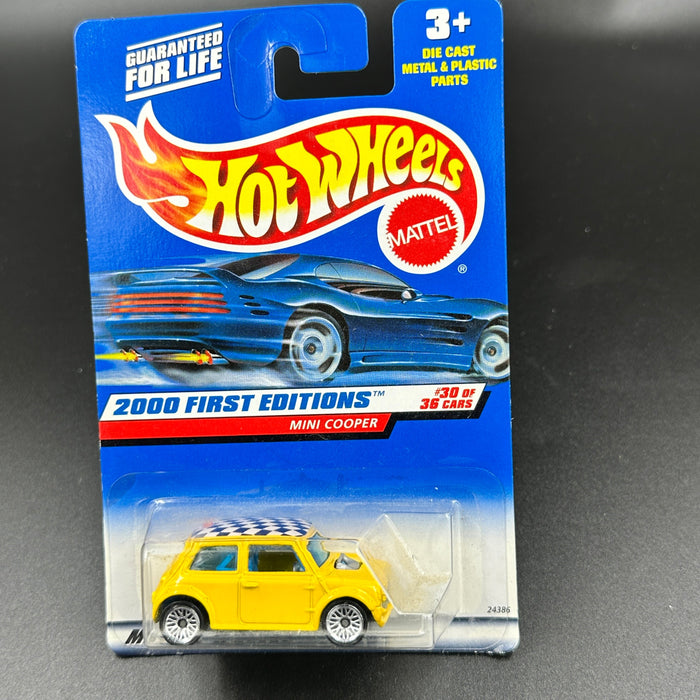 GUARANTEED
FOR LIFE
3+
DIE CAST
METAL & PLASTIC
PARTS
HOT WHEELS
MATTEL
®
2000 FIRST EDITIONS™
#30 OF
36 CARS
MINI COOPER
24386